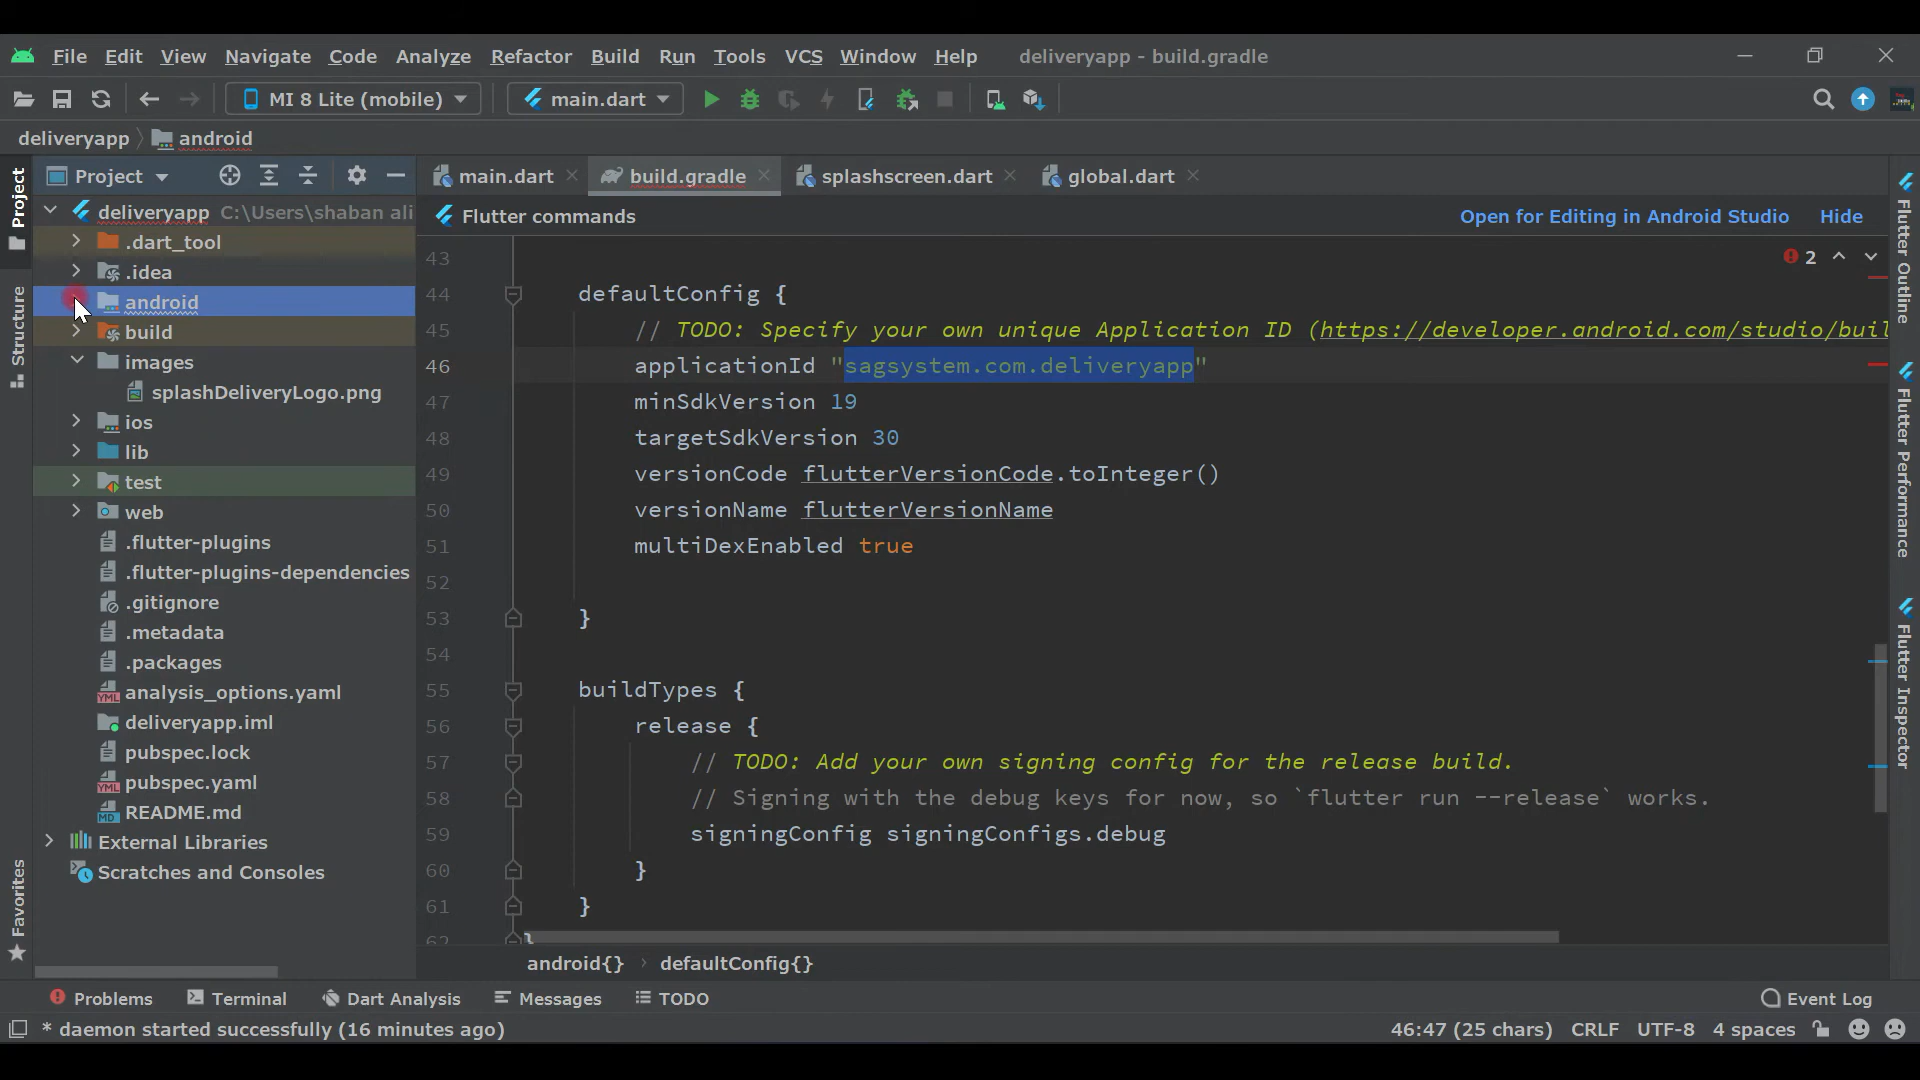 File Edit View Navigate Code Analyze Refactor Build Run Tools VCS Window Help deliveryapp - build.gradle
MI 8 Lite (mobile) main.dart
deliveryapp android
Project
main.dart build.gradle splashscreen.dart global.dart
deliveryapp C:\Users\shaban ali
Flutter commands Open for Editing in Android Studio Hide
.dart_tool
.idea
android
build
images
splashDeliveryLogo.png
ios
lib
test
web
.flutter-plugins
.flutter-plugins-dependencies
.gitignore
.metadata
.packages
analysis_options.yaml
deliveryapp.iml
pubspec.lock
pubspec.yaml
README.md
External Libraries
Scratches and Consoles
2
43
44 defaultConfig {
45 // TODO: Specify your own unique Application ID (https://developer.android.com/studio/buil
46 applicationId "sagsystem.com.deliveryapp"
47 minSdkVersion 19
48 targetSdkVersion 30
49 versionCode flutterVersionCode.toInteger()
50 versionName flutterVersionName
51 multiDexEnabled true
52
53 }
54
55 buildTypes {
56 release {
57 // TODO: Add your own signing config for the release build.
58 // Signing with the debug keys for now, so `flutter run --release` works.
59 signingConfig signingConfigs.debug
60 }
61 }
62 }
android{} defaultConfig{}
Project
Structure
Favorites
Flutter Outline
Flutter Performance
Flutter Inspector
Problems Terminal Dart Analysis Messages TODO Event Log
* daemon started successfully (16 minutes ago) 46:47 (25 chars) CRLF UTF-8 4 spaces